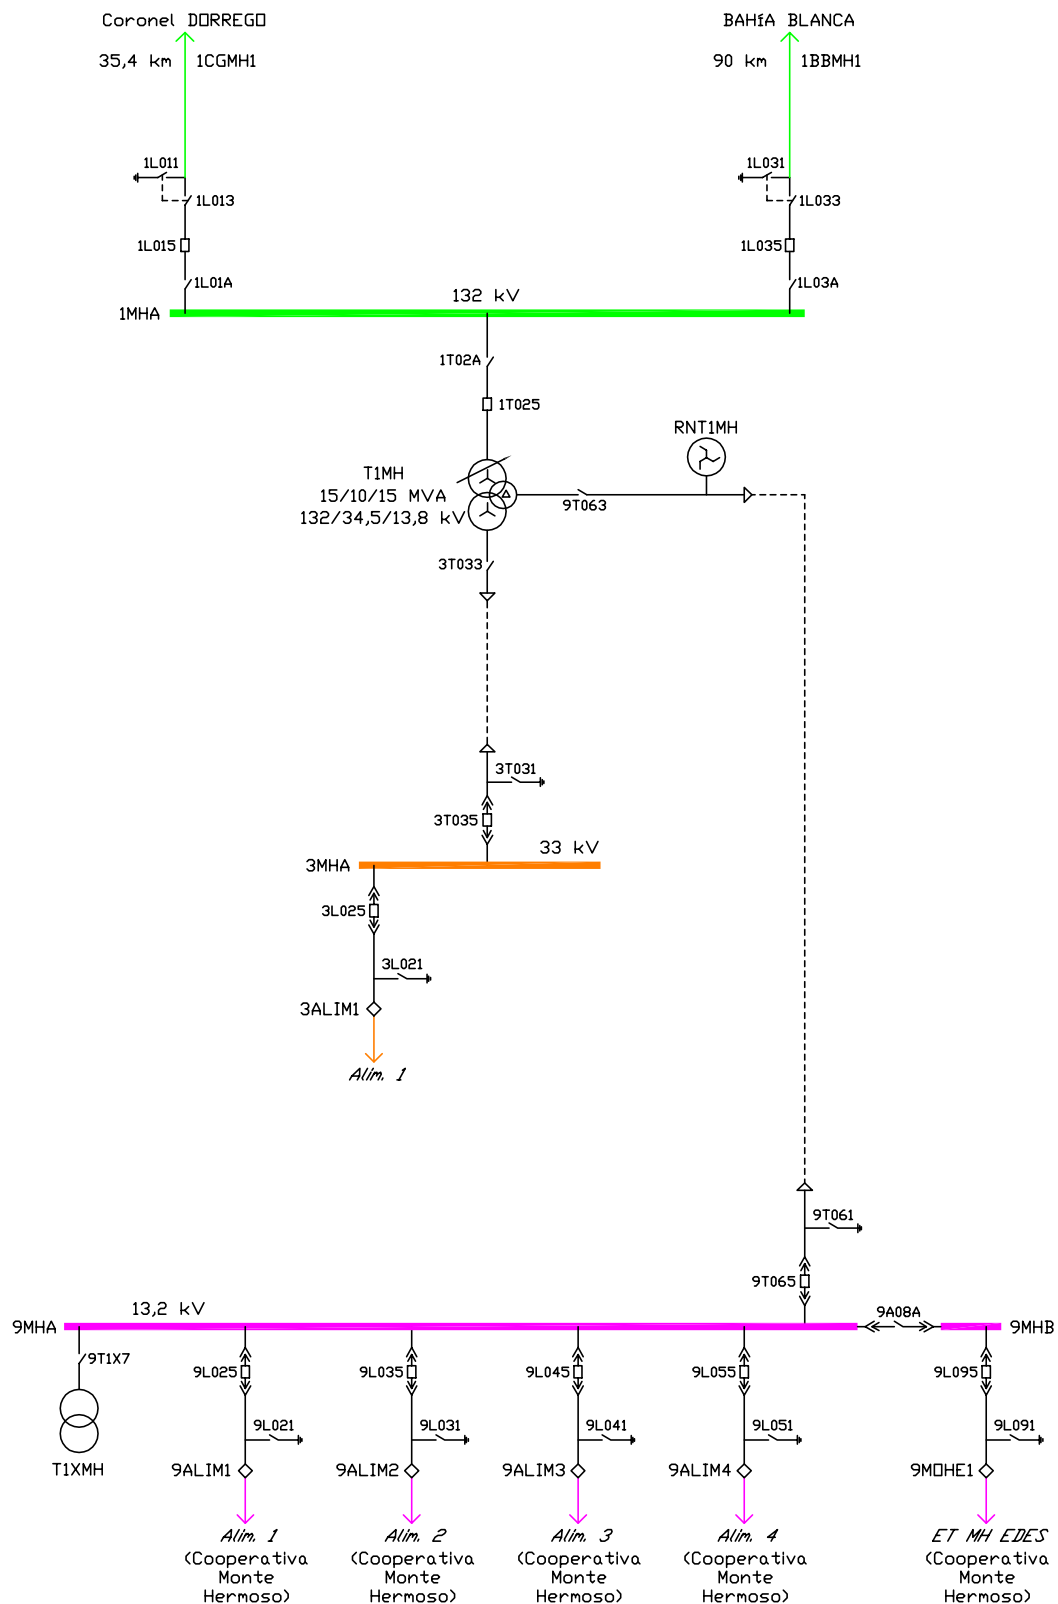 Coronel DORREGO
BAHÍA BLANCA
35,4 km
1CGMH1
90 km
1BBMH1
1L011
1L031
1L013
1L033
1L015
1L035
1L01A
1L03A
132 kV
1MHA
1T02A
1T025
RNT1MH
T1MH
15/10/15 MVA
132/34,5/13,8 kV
9T063
3T033
3T031
3T035
33 kV
3MHA
3L025
3L021
3ALIM1
Alim. 1
9T061
9T065
13,2 kV
9A08A
9MHA
9MHB
9T1X7
9L025
9L035
9L045
9L055
9L095
9L021
9L031
9L041
9L051
9L091
T1XMH
9ALIM1
9ALIM2
9ALIM3
9ALIM4
9MOHE1
Alim. 1
(Cooperativa
Monte
Hermoso)
Alim. 2
(Cooperativa
Monte
Hermoso)
Alim. 3
(Cooperativa
Monte
Hermoso)
Alim. 4
(Cooperativa
Monte
Hermoso)
ET MH EDES
(Cooperativa
Monte
Hermoso)